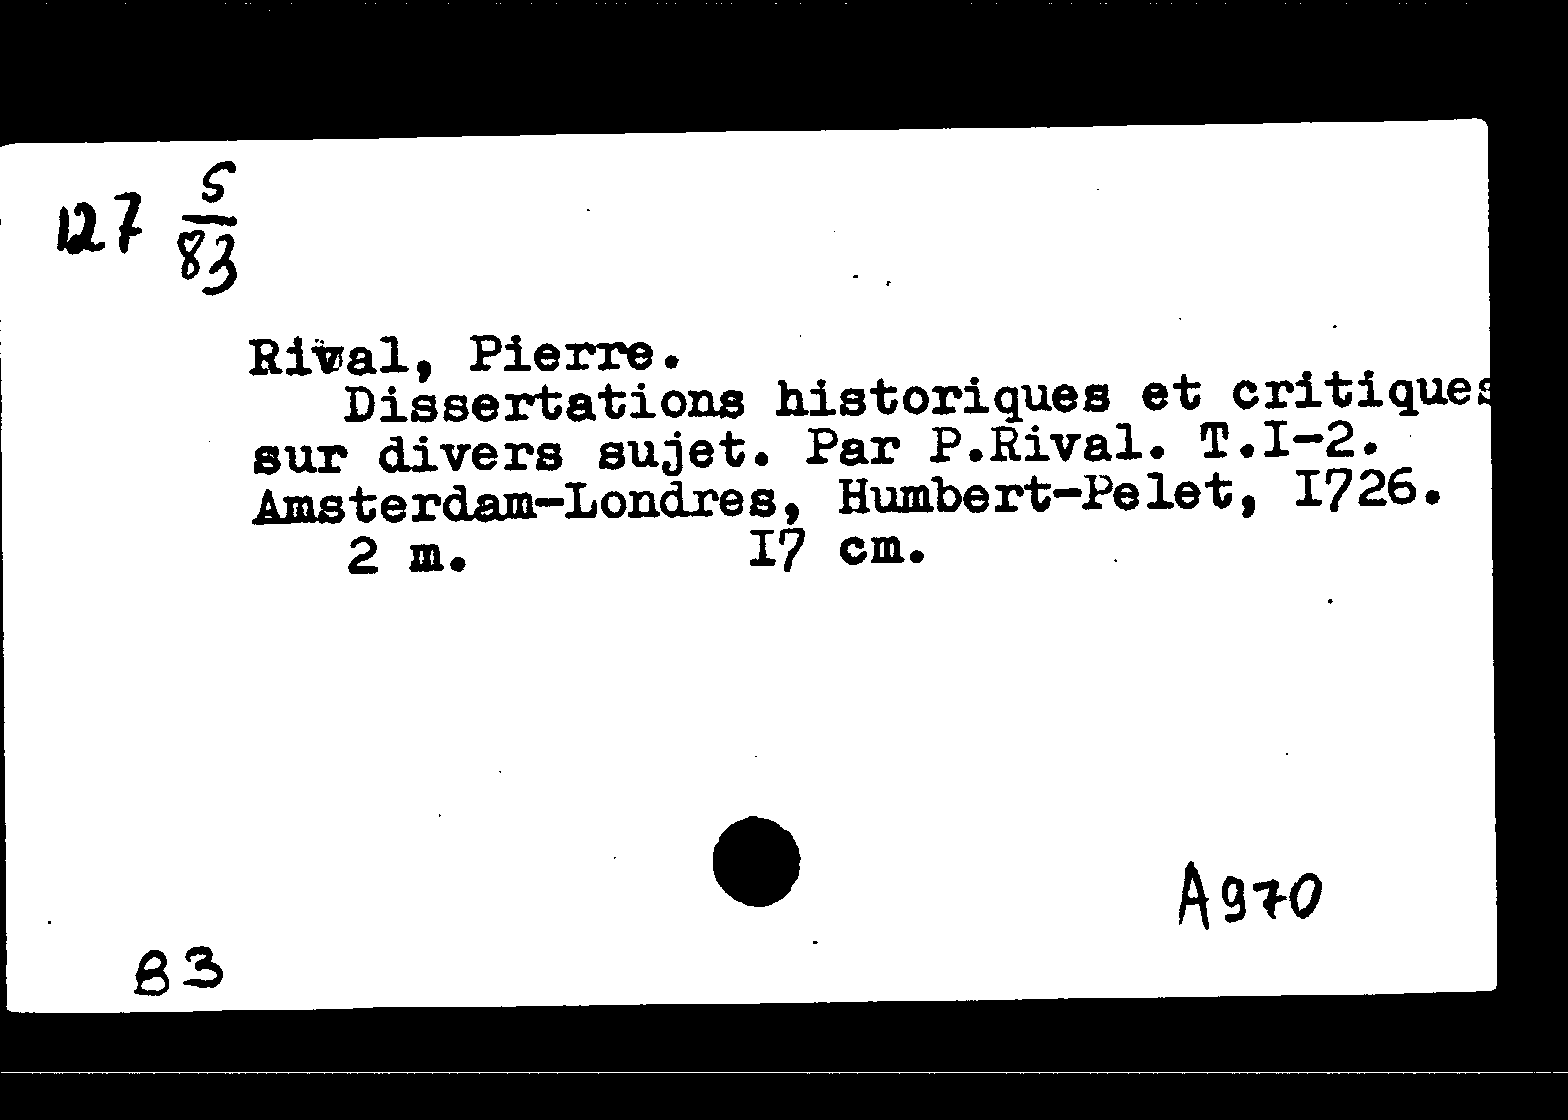 127 5/83
Rival, Pierre.
Dissertations historiques et critiques
sur divers sujet. Par P.Rival. T.I-2.
Amsterdam-Londres, Humbert-Pelet, I726.
2 m. I7 cm.
A970
B3